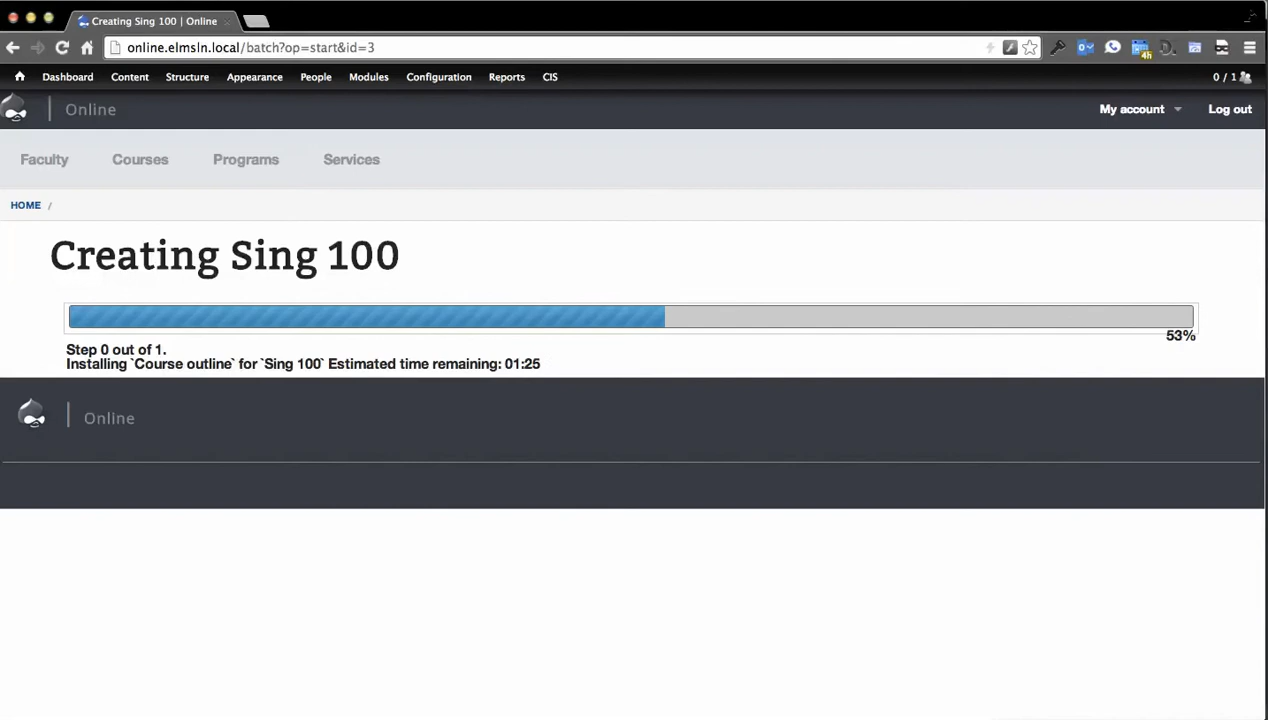 Creating Sing 100 | Online
online.elmsln.local/batch?op=start&id=3
4h
Dashboard Content Structure Appearance People Modules Configuration Reports CIS 0 / 1
Online My account Log out
Faculty Courses Programs Services
HOME /
Creating Sing 100
53%
Step 0 out of 1.
Installing `Course outline` for `Sing 100` Estimated time remaining: 01:25
Online